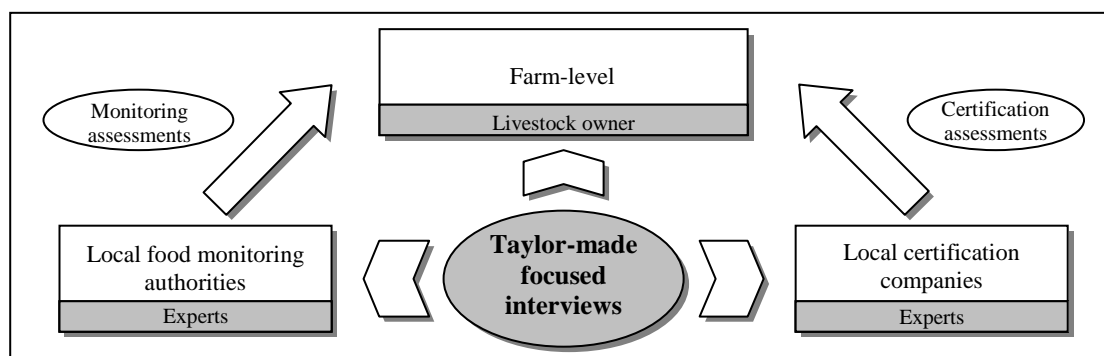 Farm-level
Livestock owner
Monitoring
assessments
Certification
assessments
Local food monitoring
authorities
Experts
Taylor-made
focused
interviews
Local certification
companies
Experts